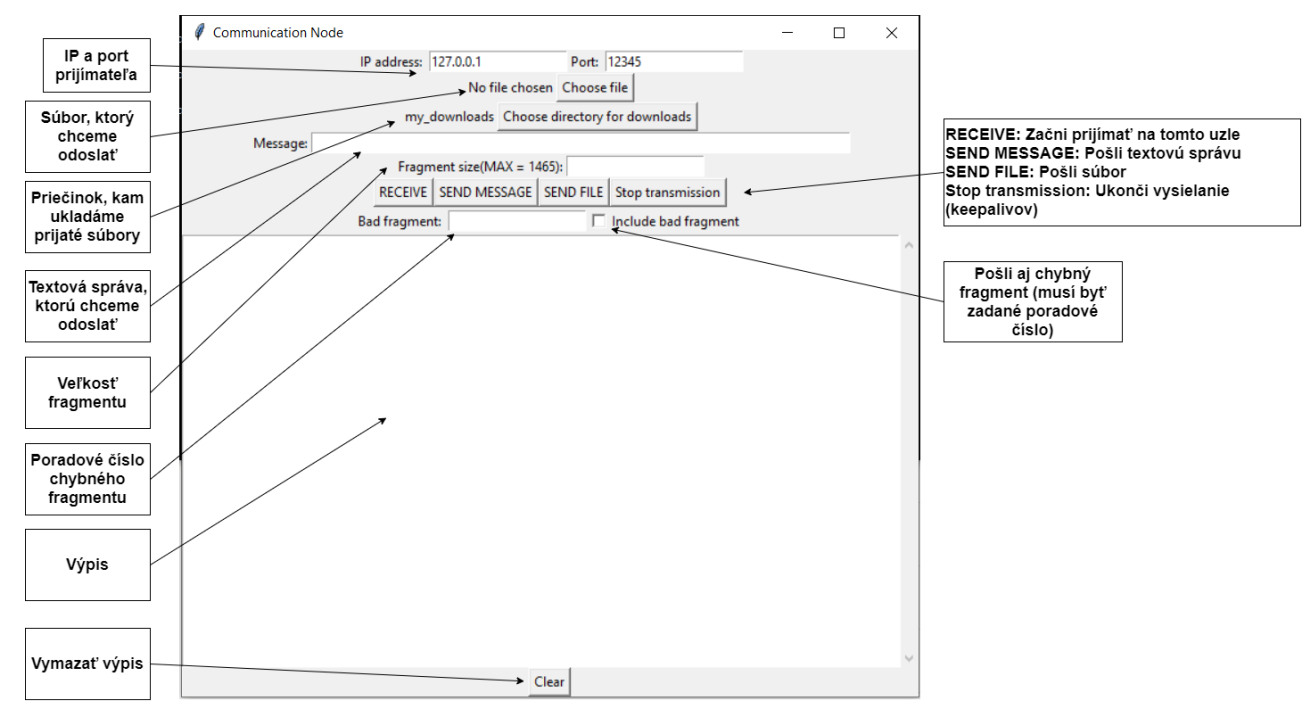 Communication Node
IP address: 127.0.0.1 Port: 12345
No file chosen Choose file
my_downloads Choose directory for downloads
Message:
Fragment size(MAX = 1465):
RECEIVE SEND MESSAGE SEND FILE Stop transmission
Bad fragment: Include bad fragment
Clear
IP a port
prijímateľa
Súbor, ktorý
chceme
odoslať
Priečinok, kam
ukladáme
prijaté súbory
Textová správa,
ktorú chceme
odoslať
Veľkosť
fragmentu
Poradové číslo
chybného
fragmentu
Výpis
Vymazať výpis
RECEIVE: Začni prijímať na tomto uzle
SEND MESSAGE: Pošli textovú správu
SEND FILE: Pošli súbor
Stop transmission: Ukonči vysielanie
(keepalivov)
Pošli aj chybný
fragment (musí byť
zadané poradové
číslo)